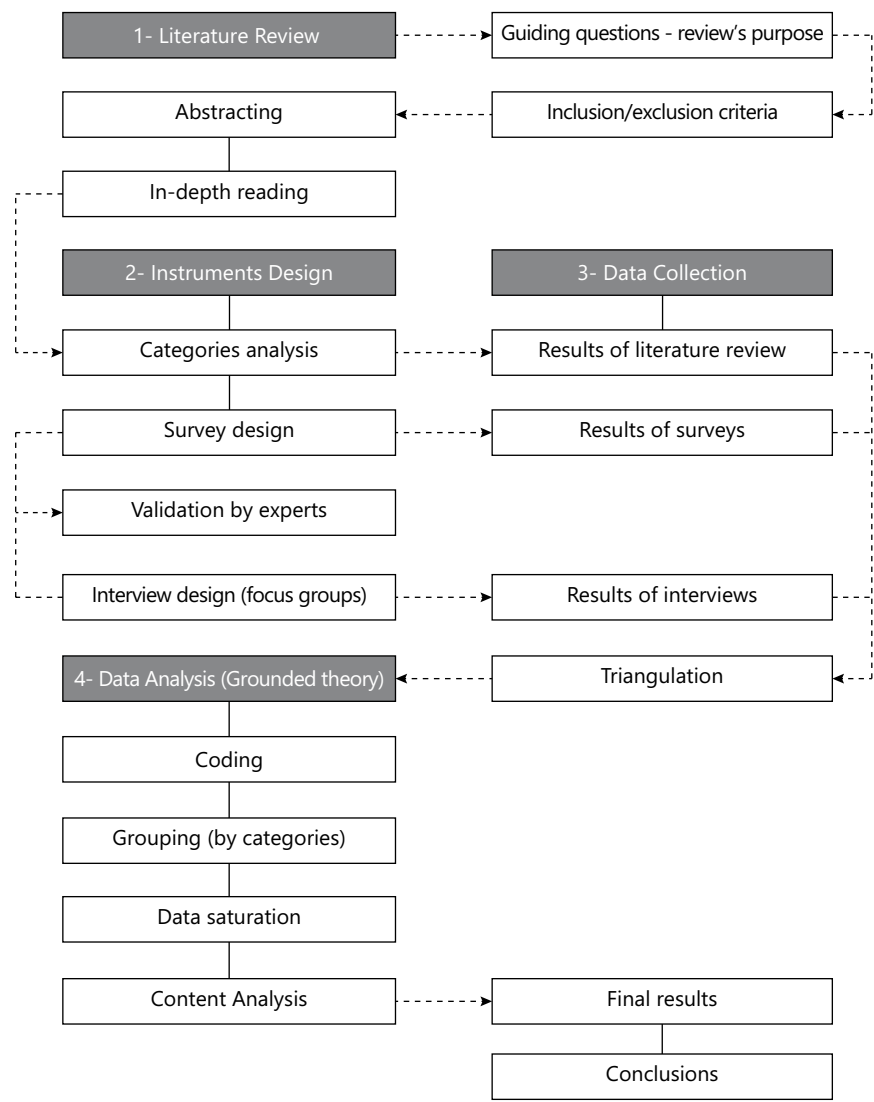 1- Literature Review
Guiding questions - review's purpose
Abstracting
Inclusion/exclusion criteria
In-depth reading
2- Instruments Design
3- Data Collection
Categories analysis
Results of literature review
Survey design
Results of surveys
Validation by experts
Interview design (focus groups)
Results of interviews
4- Data Analysis (Grounded theory)
Triangulation
Coding
Grouping (by categories)
Data saturation
Content Analysis
Final results
Conclusions